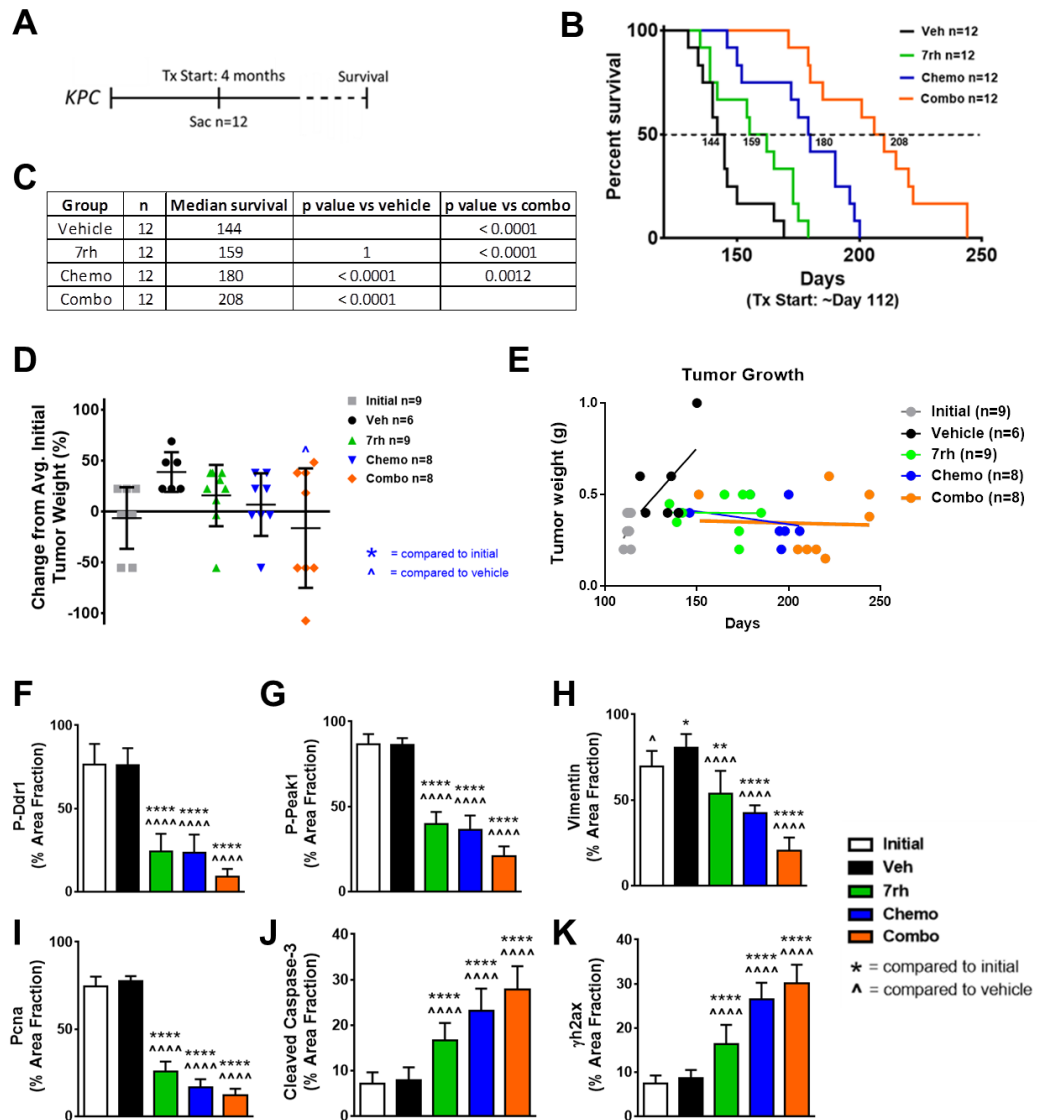 A
Tx Start: 4 months
Survival
KPC
Sac n=12
B
Percent survival
100
50
0
144
159
180
208
150
200
250
Days
(Tx Start: ~Day 112)
Veh n=12
7rh n=12
Chemo n=12
Combo n=12
C
Group n Median survival p value vs vehicle p value vs combo
Vehicle 12 144 < 0.0001
7rh 12 159 1 < 0.0001
Chemo 12 180 < 0.0001 0.0012
Combo 12 208 < 0.0001
D
Change from Avg. Initial
Tumor Weight (%)
100
50
0
-50
-100
^
Initial n=9
Veh n=6
7rh n=9
Chemo n=8
Combo n=8
* = compared to initial
^ = compared to vehicle
E
Tumor Growth
Tumor weight (g)
1.0
0.5
0.0
100
150
200
250
Days
Initial (n=9)
Vehicle (n=6)
7rh (n=9)
Chemo (n=8)
Combo (n=8)
F
P-Ddr1
(% Area Fraction)
100
50
0
****
^^^^
****
^^^^
****
^^^^
G
P-Peak1
(% Area Fraction)
100
50
0
****
^^^^
****
^^^^
****
^^^^
H
Vimentin
(% Area Fraction)
100
50
0
^
*
**
^^^^
****
^^^^
****
^^^^
I
Pcna
(% Area Fraction)
100
50
0
****
^^^^
****
^^^^
****
^^^^
J
Cleaved Caspase-3
(% Area Fraction)
40
30
20
10
0
****
^^^^
****
^^^^
****
^^^^
K
γh2ax
(% Area Fraction)
40
30
20
10
0
****
^^^^
****
^^^^
****
^^^^
Initial
Veh
7rh
Chemo
Combo
* = compared to initial
^ = compared to vehicle